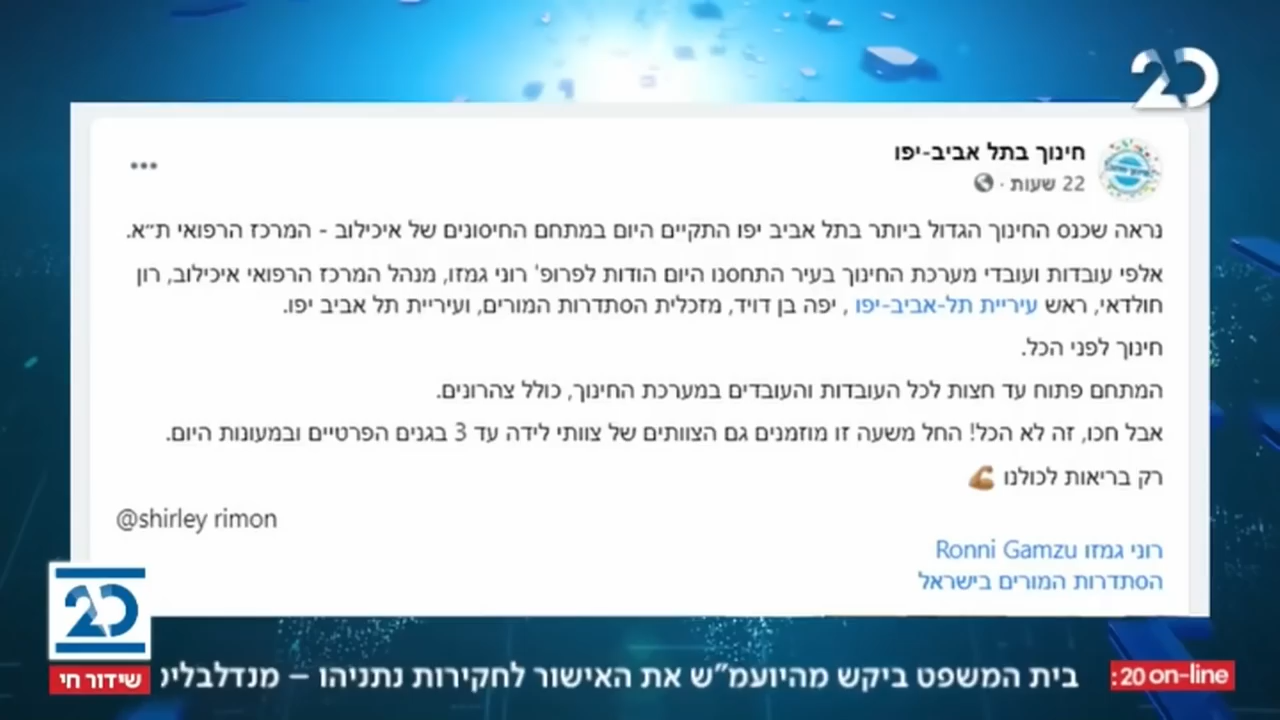 20
חינוך בתל אביב-יפו
22 שעות ·
נראה שכנס החינוך הגדול ביותר בתל אביב יפו התקיים היום במתחם החיסונים של איכילוב - המרכז הרפואי ת״א.
אלפי עובדות ועובדי מערכת החינוך בעיר התחסנו היום הודות לפרופ' רוני גמזו, מנהל המרכז הרפואי איכילוב, רון
חולדאי, ראש עיריית תל-אביב-יפו , יפה בן דויד, מזכלית הסתדרות המורים, ועיריית תל אביב יפו.
חינוך לפני הכל.
המתחם פתוח עד חצות לכל העובדות והעובדים במערכת החינוך, כולל צהרונים.
אבל חכו, זה לא הכל! החל משעה זו מוזמנים גם הצוותים של צוותי לידה עד 3 בגנים הפרטיים ובמעונות היום.
רק בריאות לכולנו 💪🏾
@shirley rimon
רוני גמזו Ronni Gamzu
הסתדרות המורים בישראל
20
שידור חי
:20 on-line
בית המשפט ביקש מהיועמ״ש את האישור לחקירות נתניהו – מנדלבליט